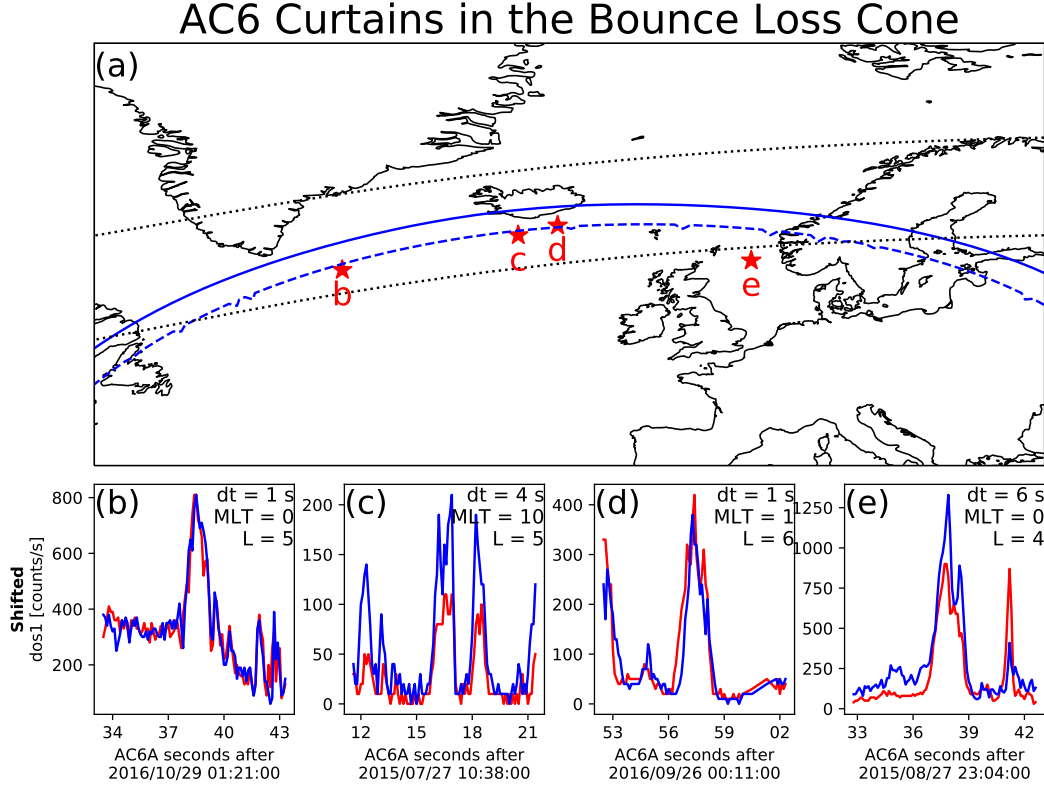 AC6 Curtains in the Bounce Loss Cone
(a)
b
c
d
e
(b)
dt = 1 s
MLT = 0
L = 5
(c)
dt = 4 s
MLT = 10
L = 5
(d)
dt = 1 s
MLT = 1
L = 6
(e)
dt = 6 s
MLT = 0
L = 4
Shifted
dos1 [counts/s]
800
600
400
200
34
37
40
43
AC6A seconds after
2016/10/29 01:21:00
200
150
100
50
0
12
15
18
21
AC6A seconds after
2015/07/27 10:38:00
400
300
200
100
0
53
56
59
02
AC6A seconds after
2016/09/26 00:11:00
1250
1000
750
500
250
0
33
36
39
42
AC6A seconds after
2015/08/27 23:04:00